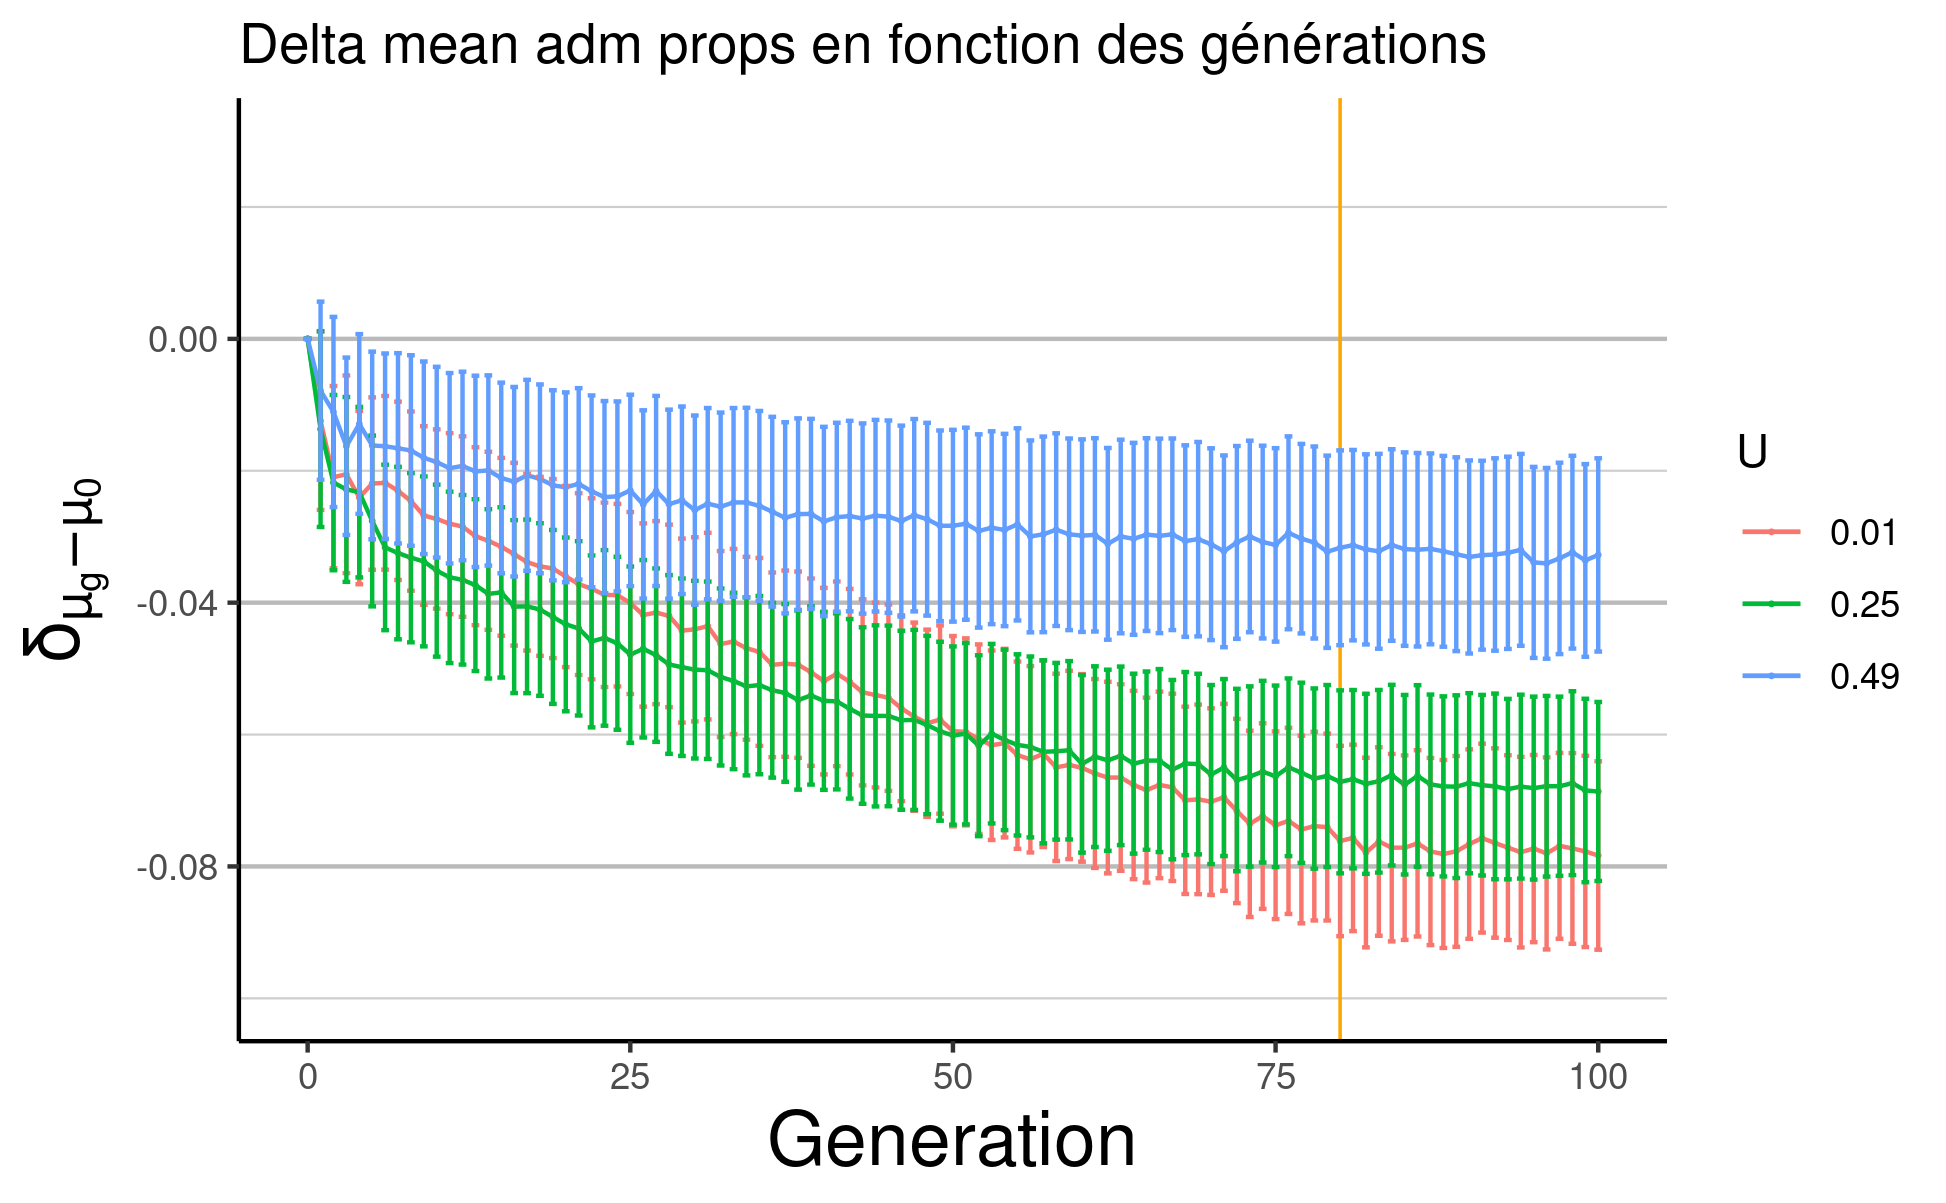 Delta mean adm props en fonction des générations
δμg−μ0
0.00
-0.04
-0.08
0 25 50 75 100
Generation
U
0.01
0.25
0.49